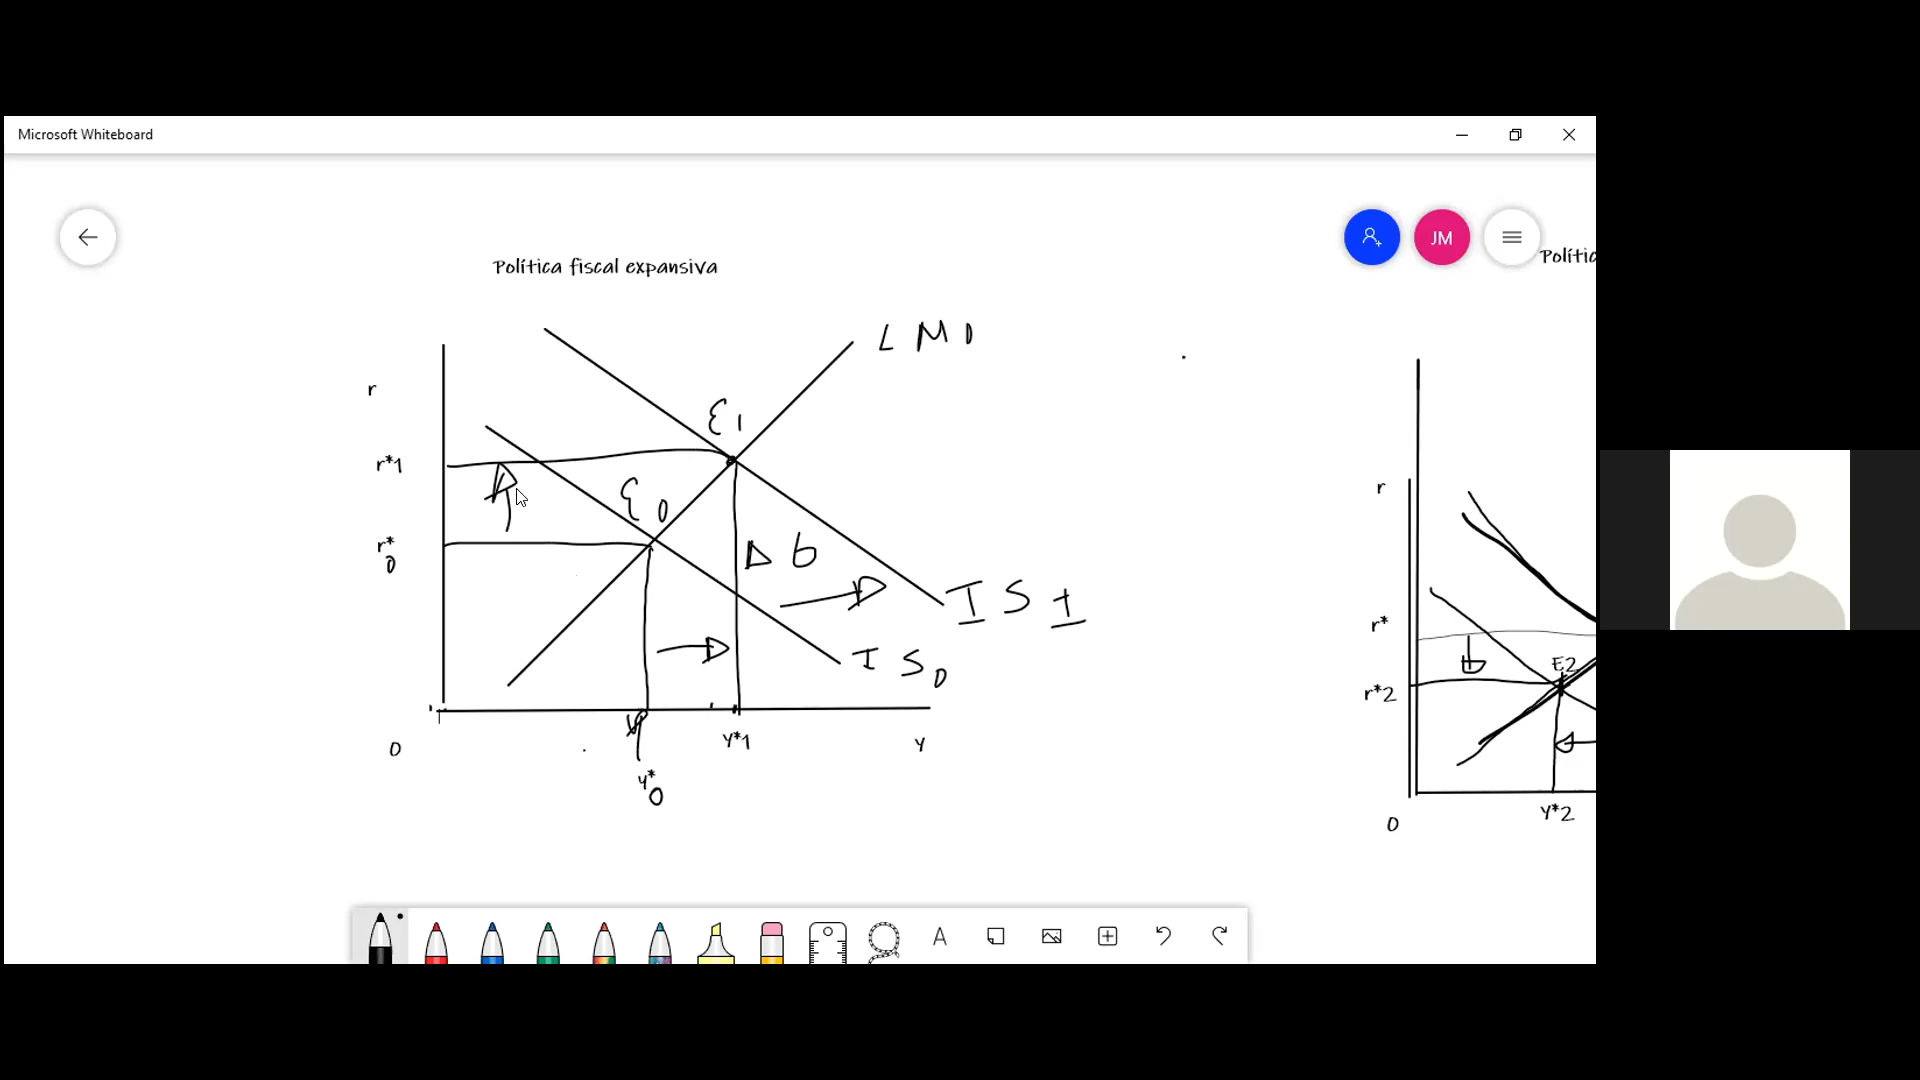 Microsoft Whiteboard
JM
Política fiscal expansiva
Polític
LM0
r
E1
r*1
E0
r*
0
Δ G
IS1
IS0
Y*1
Y
0
Y*
0
r
r*
E2
r*2
Y*2
0
A